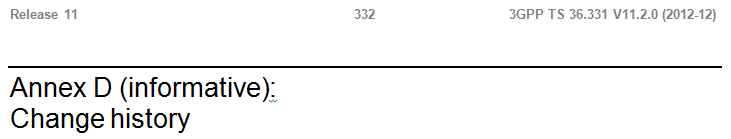 Release 11 332 3GPP TS 36.331 V11.2.0 (2012-12)
Annex D (informative):
Change history